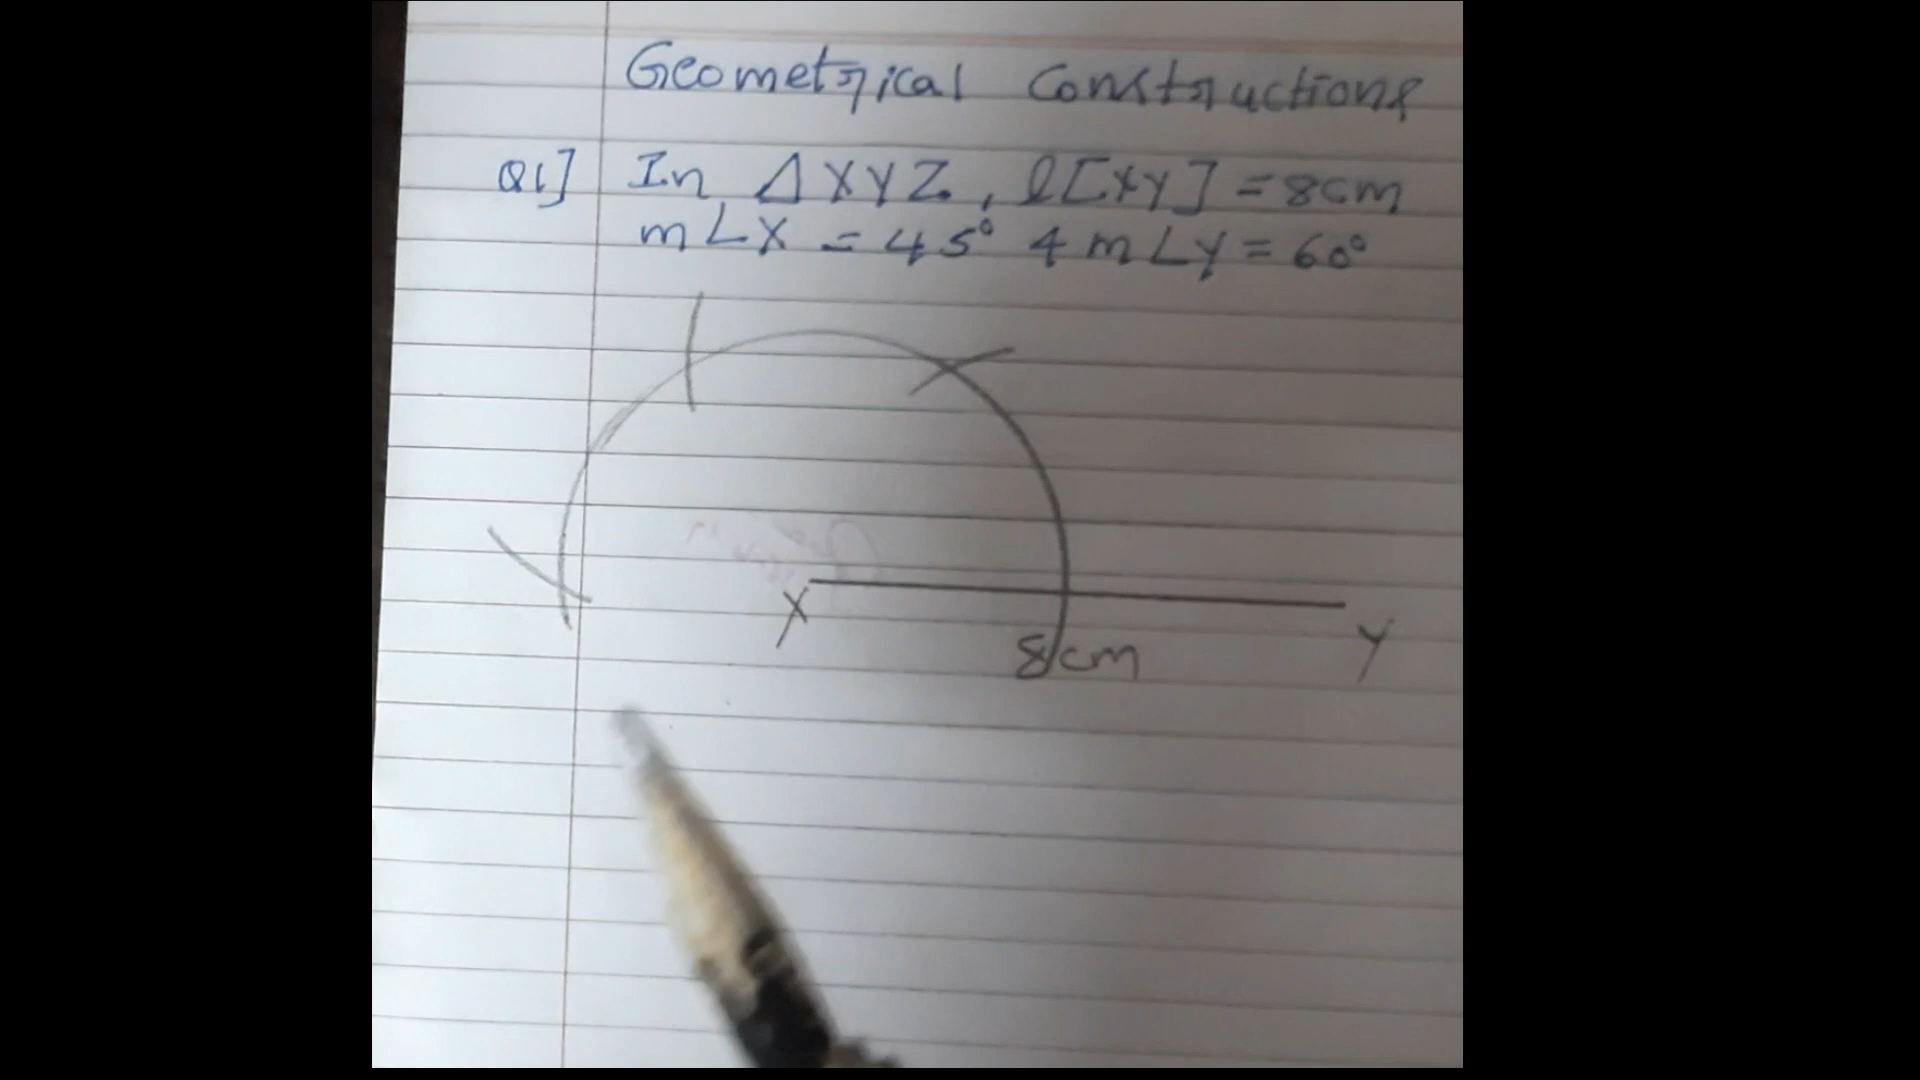 Geometrical Constructions
Q1] In △XYZ, l[XY] = 8cm
m∠X = 45° & m∠Y = 60°
X
Y
8cm